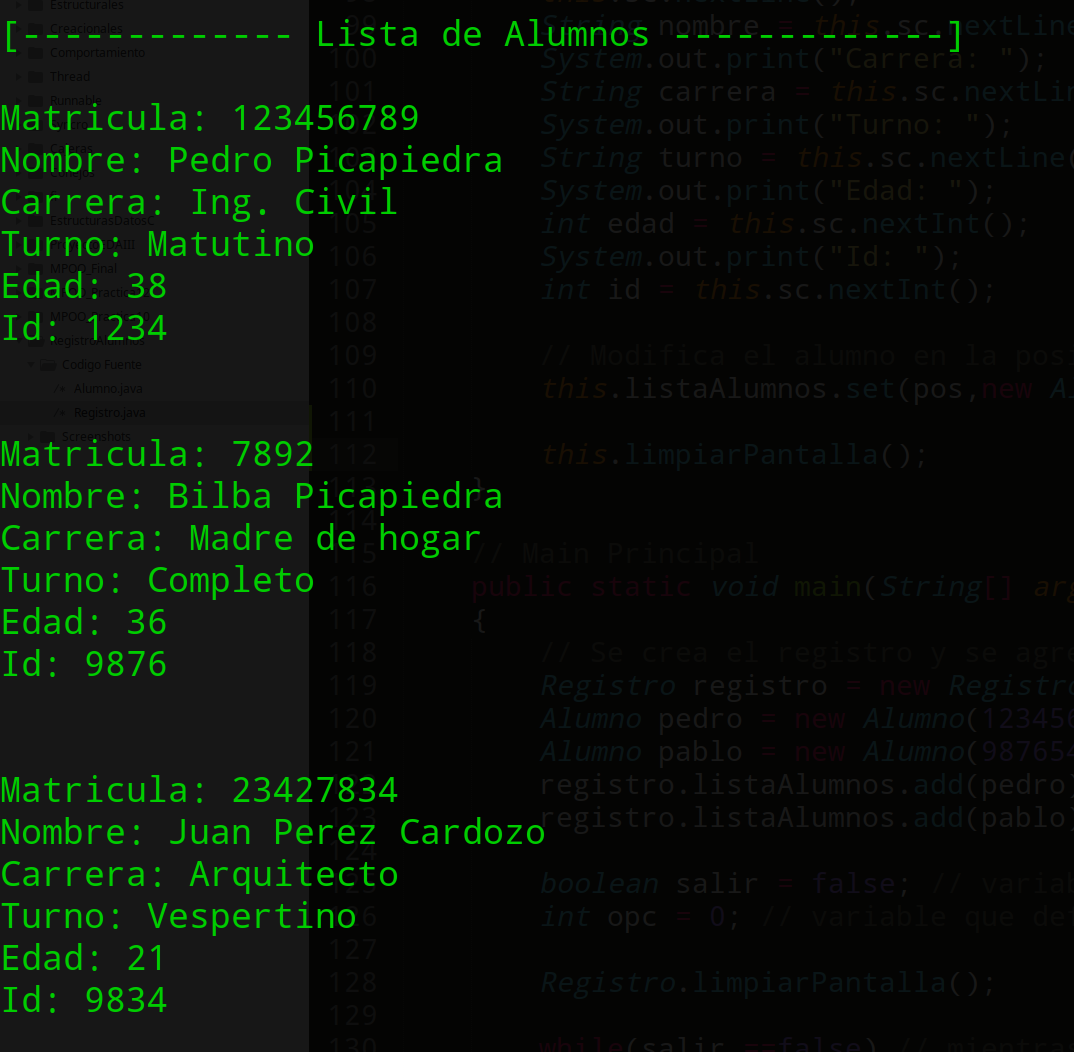 [------------- Lista de Alumnos -------------]
Matricula: 123456789
Nombre: Pedro Picapiedra
Carrera: Ing. Civil
Turno: Matutino
Edad: 38
Id: 1234
Matricula: 7892
Nombre: Bilba Picapiedra
Carrera: Madre de hogar
Turno: Completo
Edad: 36
Id: 9876
Matricula: 23427834
Nombre: Juan Perez Cardozo
Carrera: Arquitecto
Turno: Vespertino
Edad: 21
Id: 9834
Estructurales
Creacionales
Comportamiento
Thread
Runnable
MPOO_Final
Codigo Fuente
Alumno.java
Registro.java
Screenshots
99 String nombre = this.sc.nextLine
100 System.out.print("Carrera: ");
101 String carrera = this.sc.nextLin
System.out.print("Turno: ");
String turno = this.sc.nextLine(
System.out.print("Edad: ");
105 int edad = this.sc.nextInt();
106 System.out.print("Id: ");
107 int id = this.sc.nextInt();
108
109 // Modifica el alumno en la pos
110 this.listaAlumnos.set(pos,new Al
111
112 this.limpiarPantalla();
113 }
114
115 // Main Principal
116 public static void main(String[] arg
117 {
118 // Se crea el registro y se agre
119 Registro registro = new Registro
120 Alumno pedro = new Alumno(123456
121 Alumno pablo = new Alumno(987654
registro.listaAlumnos.add(pedro)
123 registro.listaAlumnos.add(pablo)
124
boolean salir = false; // varia
126 int opc = 0; // variable que de
127
128 Registro.limpiarPantalla();
129
130 while(salir ==false) // mientra